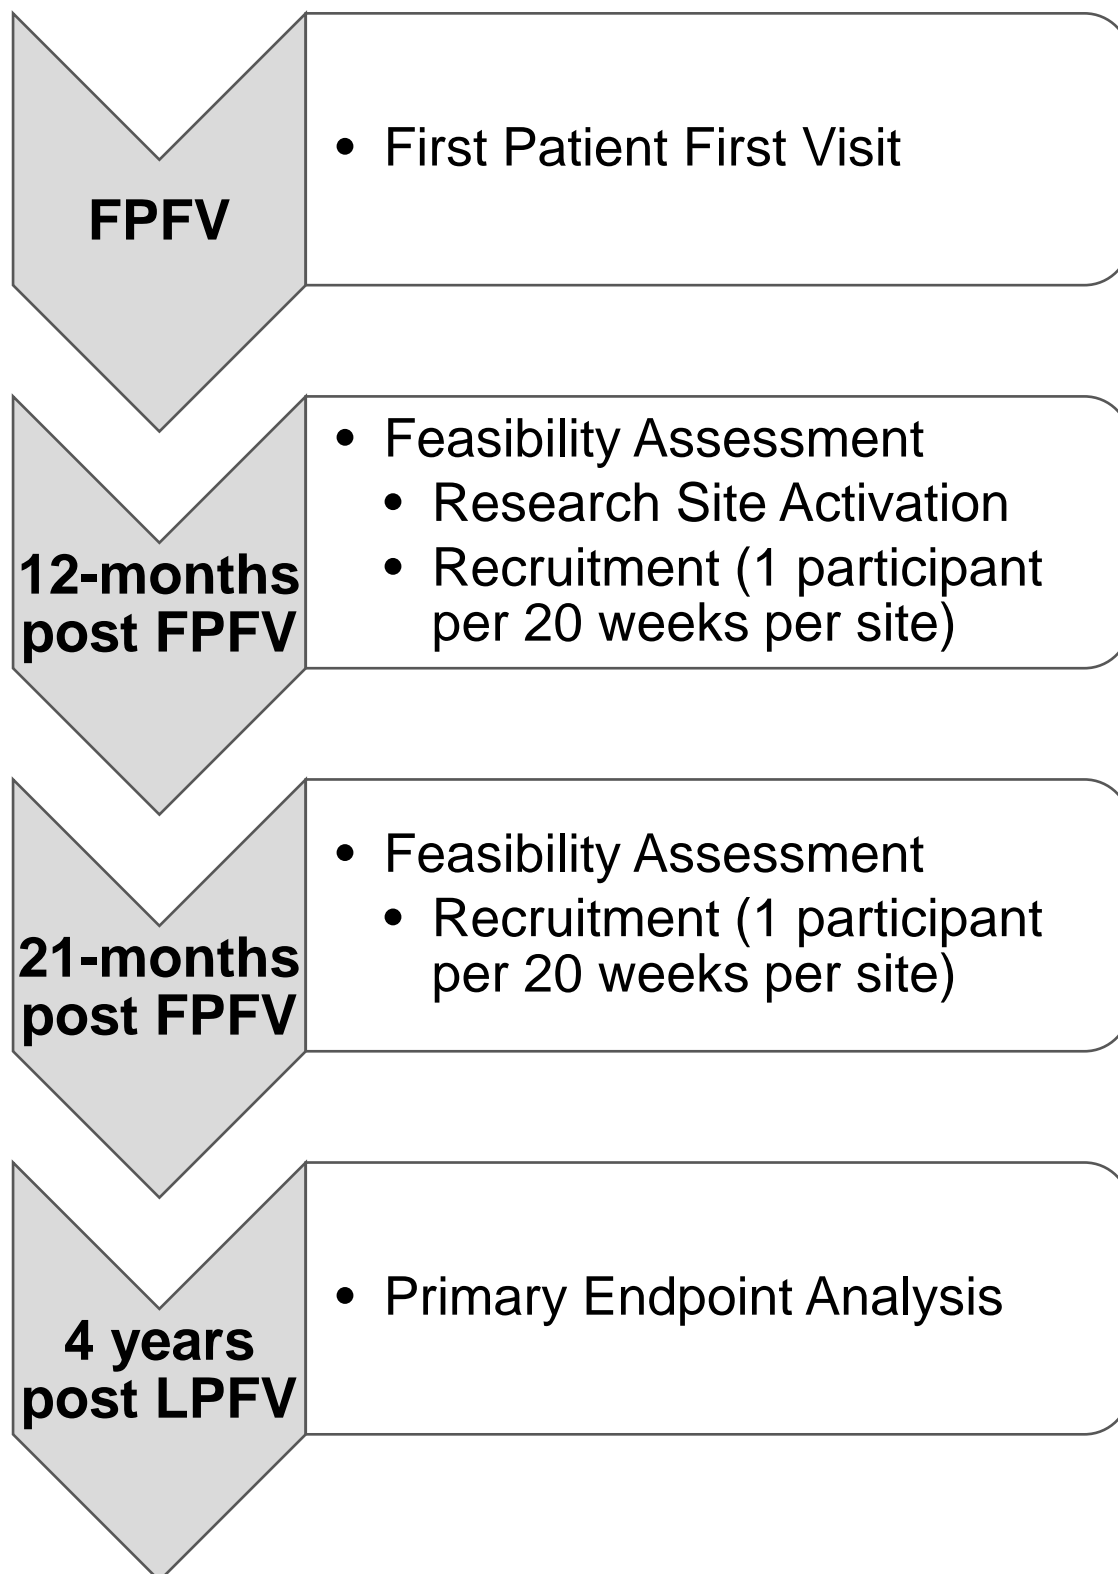 FPFV
• First Patient First Visit
12-months
post FPFV
• Feasibility Assessment
• Research Site Activation
• Recruitment (1 participant
per 20 weeks per site)
21-months
post FPFV
• Feasibility Assessment
• Recruitment (1 participant
per 20 weeks per site)
4 years
post LPFV
• Primary Endpoint Analysis